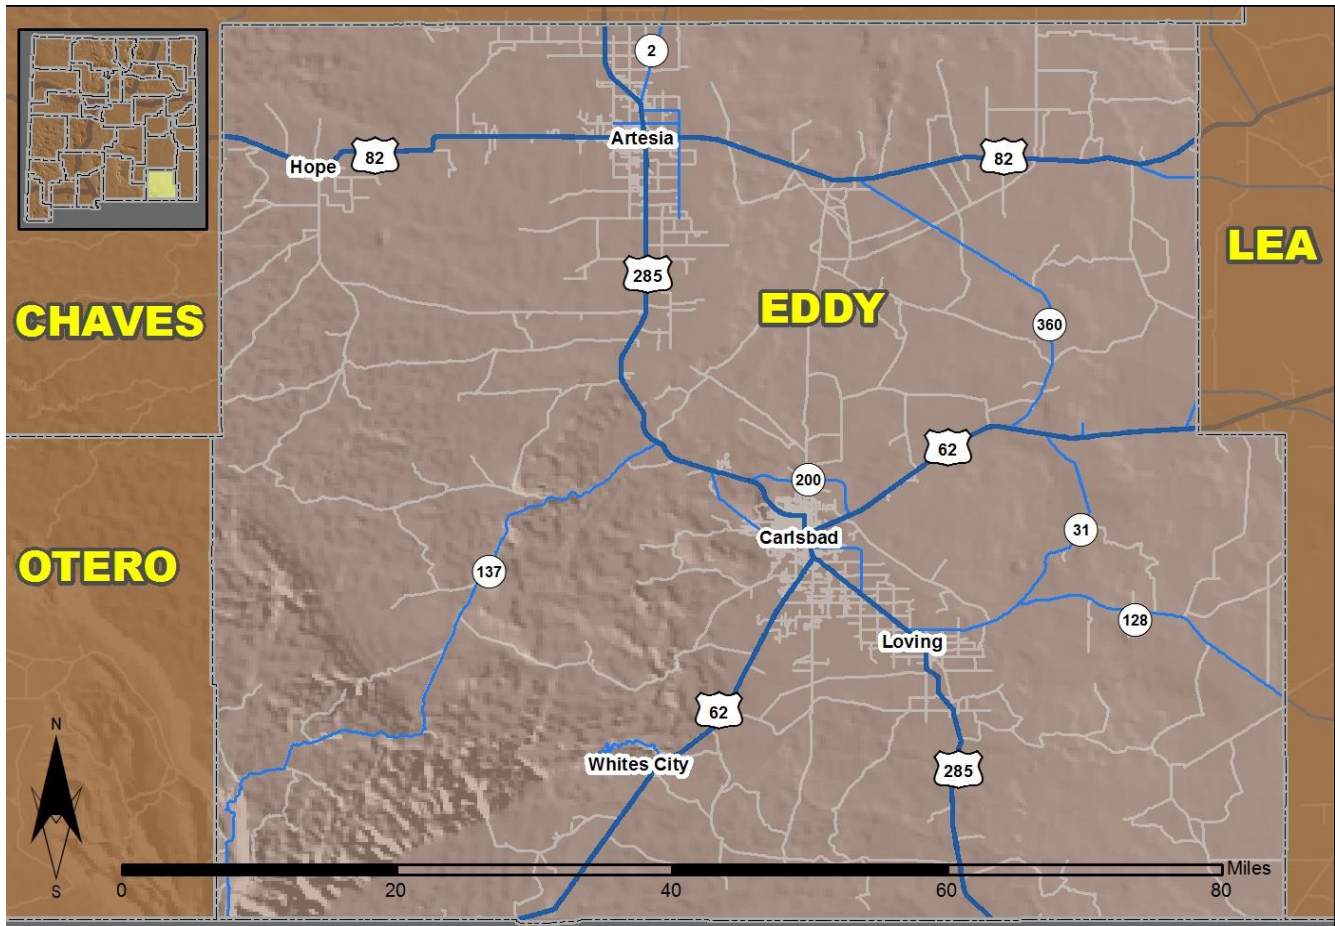 2
Artesia
Hope
82
82
LEA
285
EDDY
CHAVES
360
62
200
31
Carlsbad
OTERO
137
128
Loving
62
N
Whites City
285
S
Miles
0
20
40
60
80